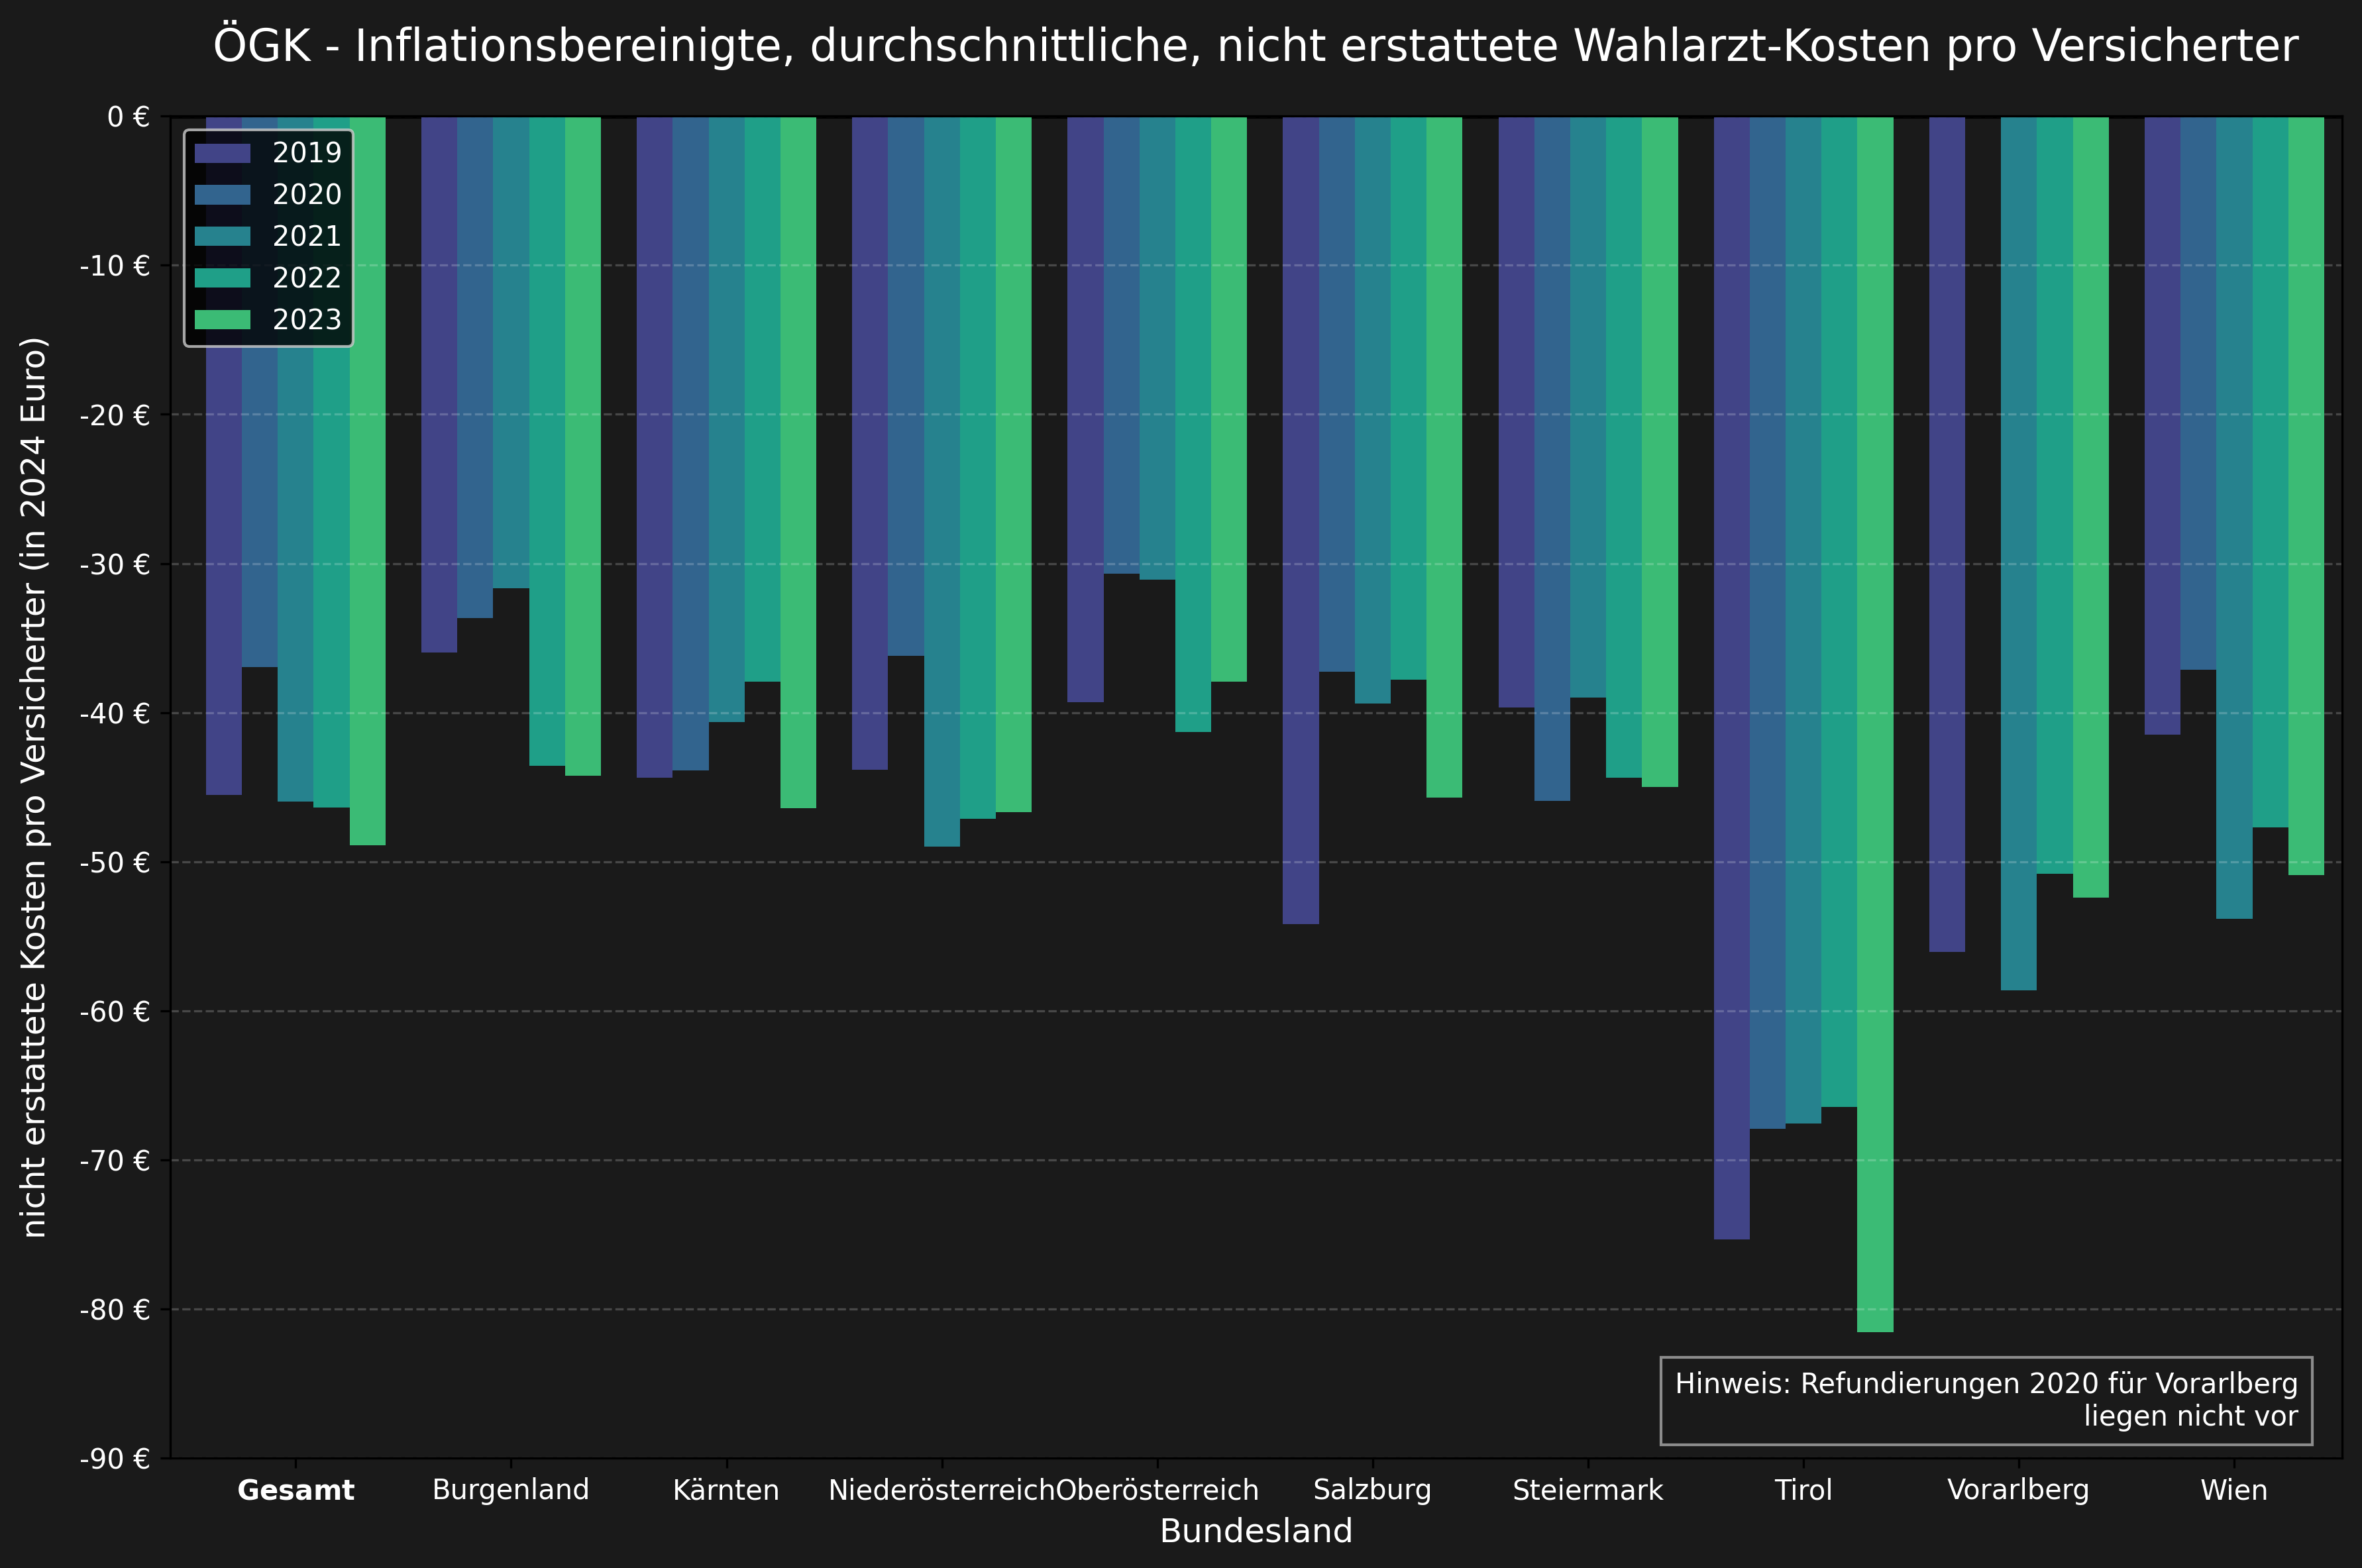 ÖGK - Inflationsbereinigte, durchschnittliche, nicht erstattete Wahlarzt-Kosten pro Versicherter
nicht erstattete Kosten pro Versicherter (in 2024 Euro)
0 €
-10 €
-20 €
-30 €
-40 €
-50 €
-60 €
-70 €
-80 €
-90 €
2019
2020
2021
2022
2023
Hinweis: Refundierungen 2020 für Vorarlberg
liegen nicht vor
Gesamt Burgenland Kärnten Niederösterreich Oberösterreich Salzburg Steiermark Tirol Vorarlberg Wien
Bundesland